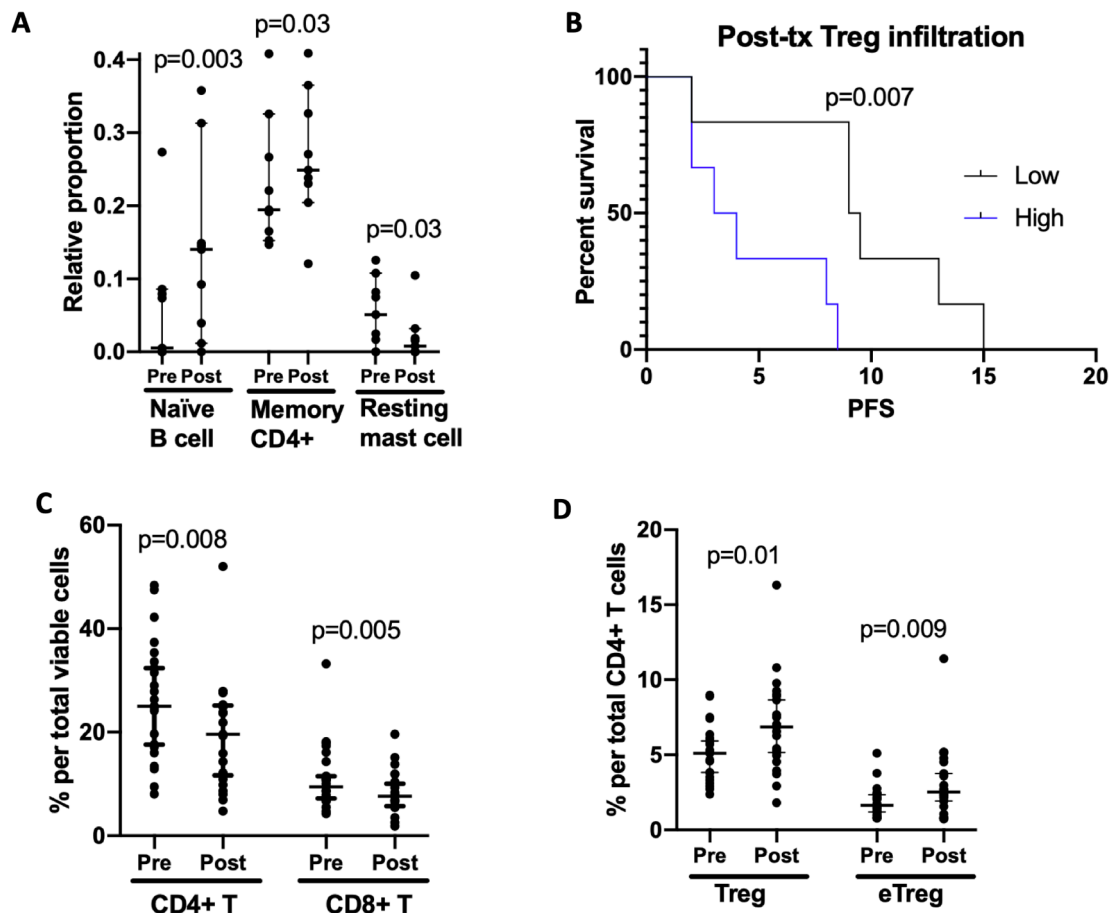 A
p=0.003
p=0.03
p=0.03
Relative proportion
0.4
0.3
0.2
0.1
0.0
Pre Post
Pre Post
Pre Post
Naïve
B cell
Memory
CD4+
Resting
mast cell
B
Post-tx Treg infiltration
p=0.007
Percent survival
100
50
0
Low
High
0
5
10
15
20
PFS
C
p=0.008
p=0.005
% per total viable cells
60
40
20
0
Pre
Post
Pre
Post
CD4+ T
CD8+ T
D
p=0.01
p=0.009
% per total CD4+ T cells
20
15
10
5
0
Pre
Post
Pre
Post
Treg
eTreg